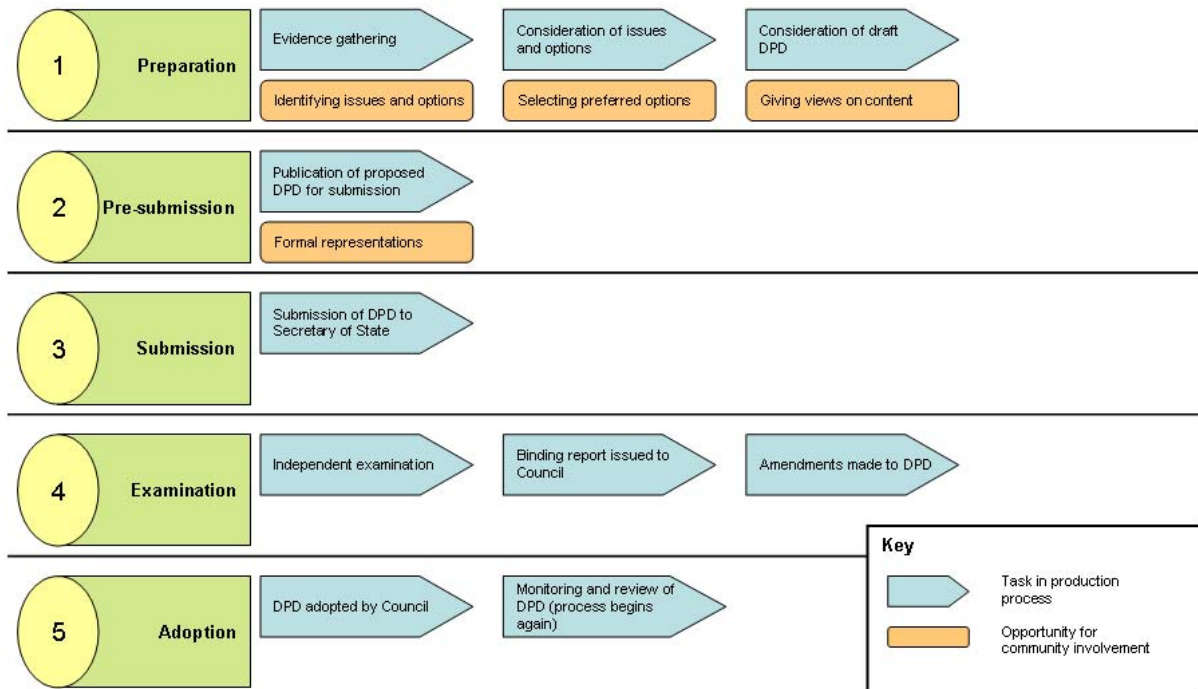 1
Preparation
Evidence gathering
Consideration of issues
and options
Consideration of draft
DPD
Identifying issues and options
Selecting preferred options
Giving views on content
2
Pre-submission
Publication of proposed
DPD for submission
Formal representations
3
Submission
Submission of DPD to
Secretary of State
4
Examination
Independent examination
Binding report issued to
Council
Amendments made to DPD
5
Adoption
DPD adopted by Council
Monitoring and review of
DPD (process begins
again)
Key
Task in production
process
Opportunity for
community involvement